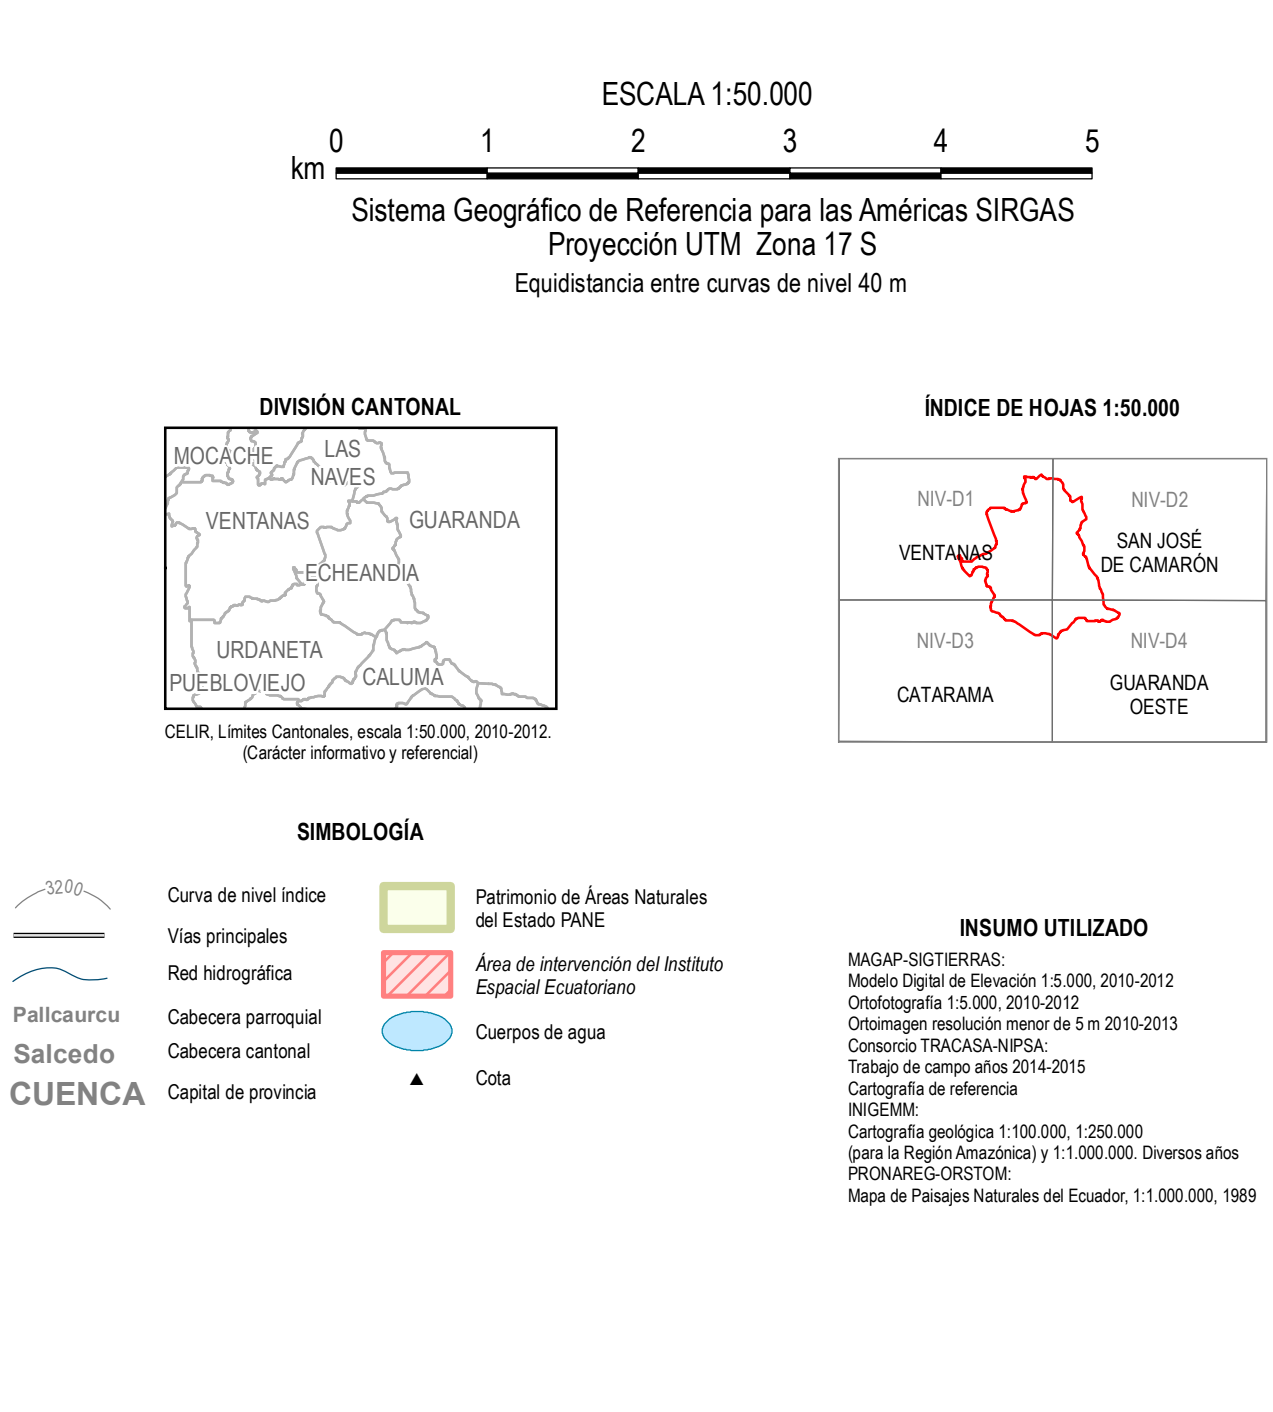 ESCALA 1:50.000
0 1 2 3 4 5
km
Sistema Geográfico de Referencia para las Américas SIRGAS
Proyección UTM  Zona 17 S
Equidistancia entre curvas de nivel 40 m
DIVISIÓN CANTONAL
MOCACHE
LAS
NAVES
VENTANAS
GUARANDA
ECHEANDIA
URDANETA
PUEBLOVIEJO
CALUMA
CELIR, Límites Cantonales, escala 1:50.000, 2010-2012.
(Carácter informativo y referencial)
ÍNDICE DE HOJAS 1:50.000
NIV-D1
VENTANAS
NIV-D2
SAN JOSÉ
DE CAMARÓN
NIV-D3
CATARAMA
NIV-D4
GUARANDA
OESTE
SIMBOLOGÍA
3200
Curva de nivel índice
Vías principales
Red hidrográfica
Pallcaurcu
Cabecera parroquial
Salcedo
Cabecera cantonal
CUENCA
Capital de provincia
Patrimonio de Áreas Naturales
del Estado PANE
Área de intervención del Instituto
Espacial Ecuatoriano
Cuerpos de agua
Cota
INSUMO UTILIZADO
MAGAP-SIGTIERRAS:
Modelo Digital de Elevación 1:5.000, 2010-2012
Ortofotografía 1:5.000, 2010-2012
Ortoimagen resolución menor de 5 m 2010-2013
Consorcio TRACASA-NIPSA:
Trabajo de campo años 2014-2015
Cartografía de referencia
INIGEMM:
Cartografía geológica 1:100.000, 1:250.000
(para la Región Amazónica) y 1:1.000.000. Diversos años
PRONAREG-ORSTOM:
Mapa de Paisajes Naturales del Ecuador, 1:1.000.000, 1989